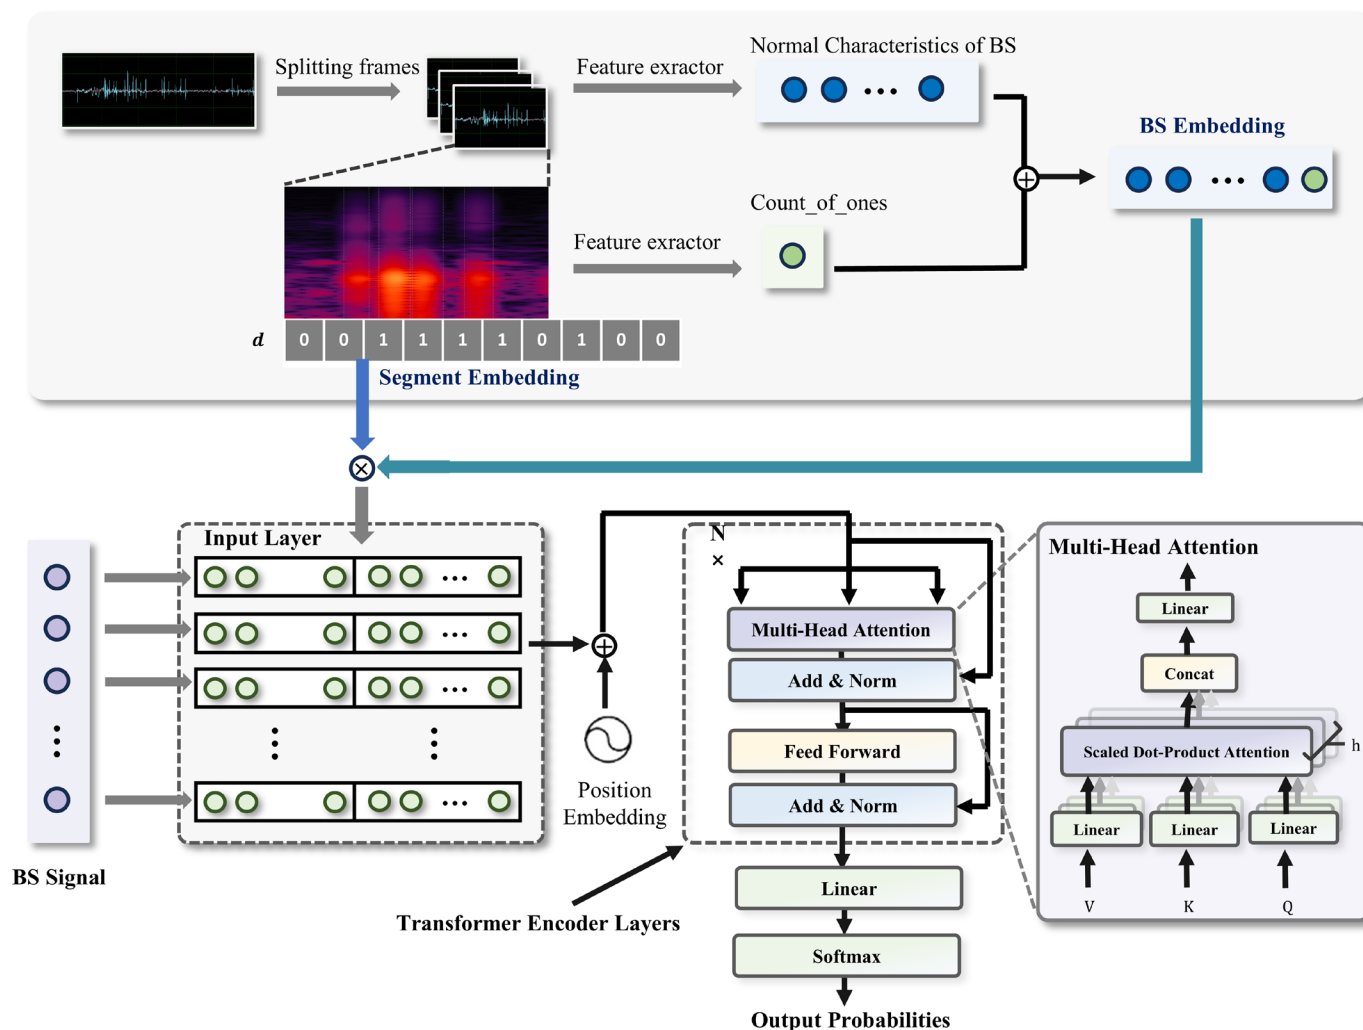 Normal Characteristics of BS
Splitting frames
Feature exractor
BS Embedding
Count_of_ones
Feature exractor
d 0 0 1 1 1 1 0 1 0 0
Segment Embedding
Input Layer
N
×
Multi-Head Attention
Linear
Multi-Head Attention
Concat
Add & Norm
Scaled Dot-Product Attention
h
Feed Forward
Position
Embedding
Add & Norm
Linear
Linear
Linear
BS Signal
Linear
V
K
Q
Transformer Encoder Layers
Softmax
Output Probabilities